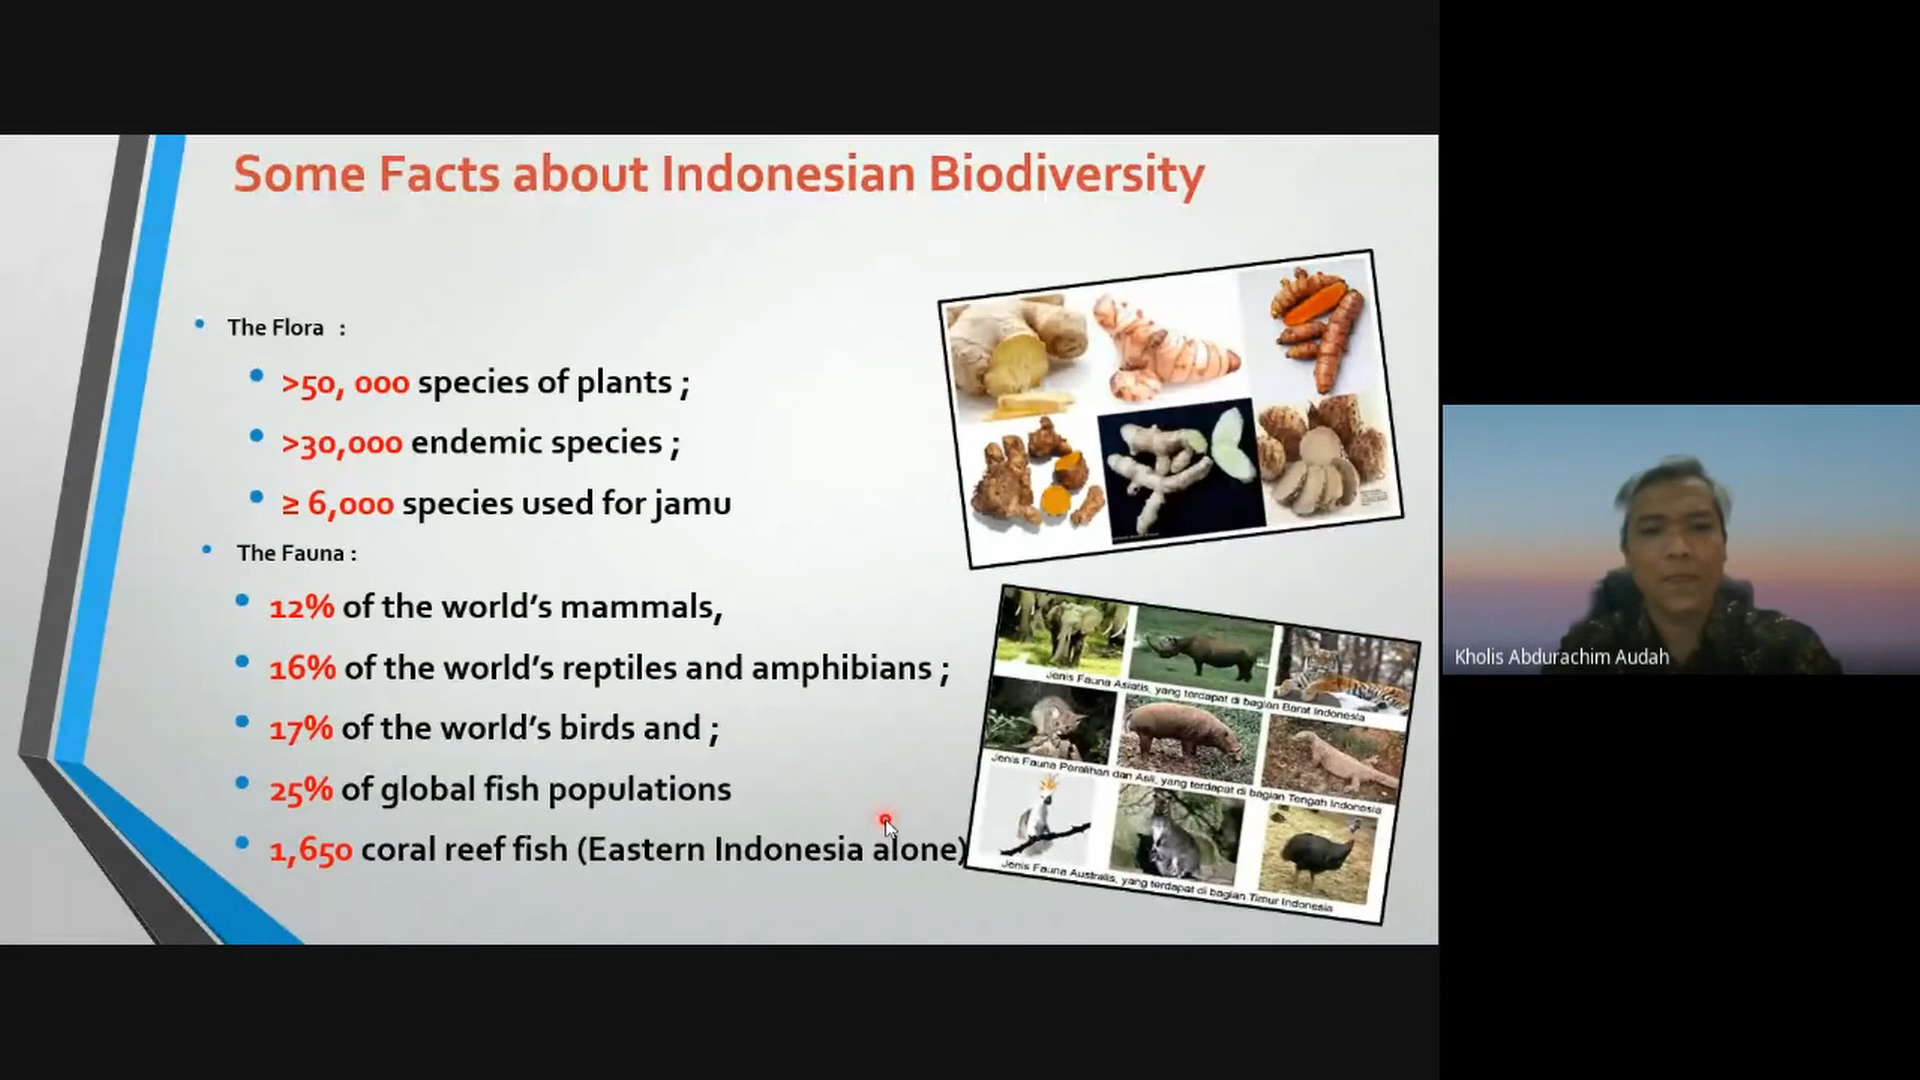 Some Facts about Indonesian Biodiversity
The Flora :
>50, 000 species of plants ;
>30,000 endemic species ;
≥ 6,000 species used for jamu
The Fauna :
12% of the world's mammals,
16% of the world's reptiles and amphibians ;
17% of the world's birds and ;
25% of global fish populations
1,650 coral reef fish (Eastern Indonesia alone)
Jenis Fauna Asiatis, yang terdapat di bagian Barat Indonesia
Jenis Fauna Peralihan dan Asli, yang terdapat di bagian Tengah Indonesia
Jenis Fauna Australis, yang terdapat di bagian Timur Indonesia
Kholis Abdurachim Audah